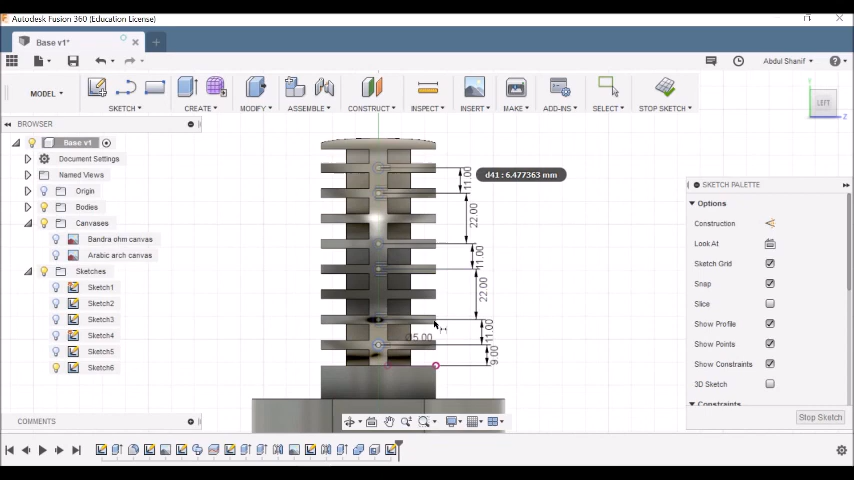 Autodesk Fusion 360 (Education License)
Base v1*
Abdul Shanif
MODEL
SKETCH
CREATE
MODIFY
ASSEMBLE
CONSTRUCT
INSPECT
INSERT
MAKE
ADD-INS
SELECT
STOP SKETCH
BROWSER
Base v1
Document Settings
Named Views
Origin
Bodies
Canvases
Bandra ohm canvas
Arabic arch canvas
Sketches
Sketch1
Sketch2
Sketch3
Sketch4
Sketch5
Sketch6
COMMENTS
d41 : 6.477363 mm
11.00
22.00
11.00
22.00
11.00
9.00
Ø5.00
Y
LEFT
Z
SKETCH PALETTE
Options
Construction
Look At
Sketch Grid
Snap
Slice
Show Profile
Show Points
Show Constraints
3D Sketch
Constraints
Stop Sketch